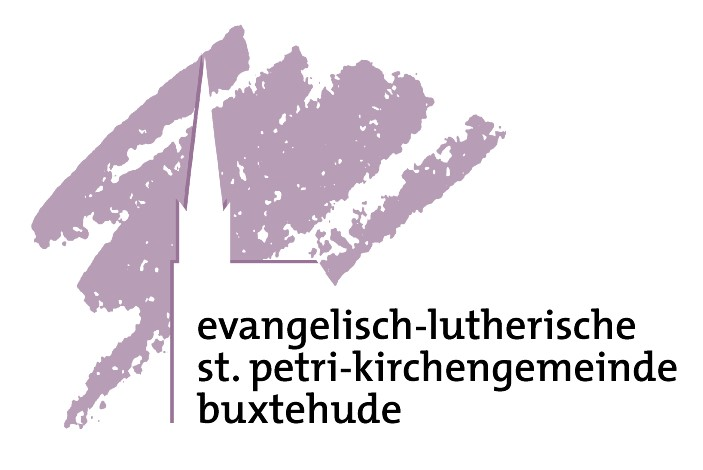 evangelisch-lutherische
st. petri-kirchengemeinde
buxtehude